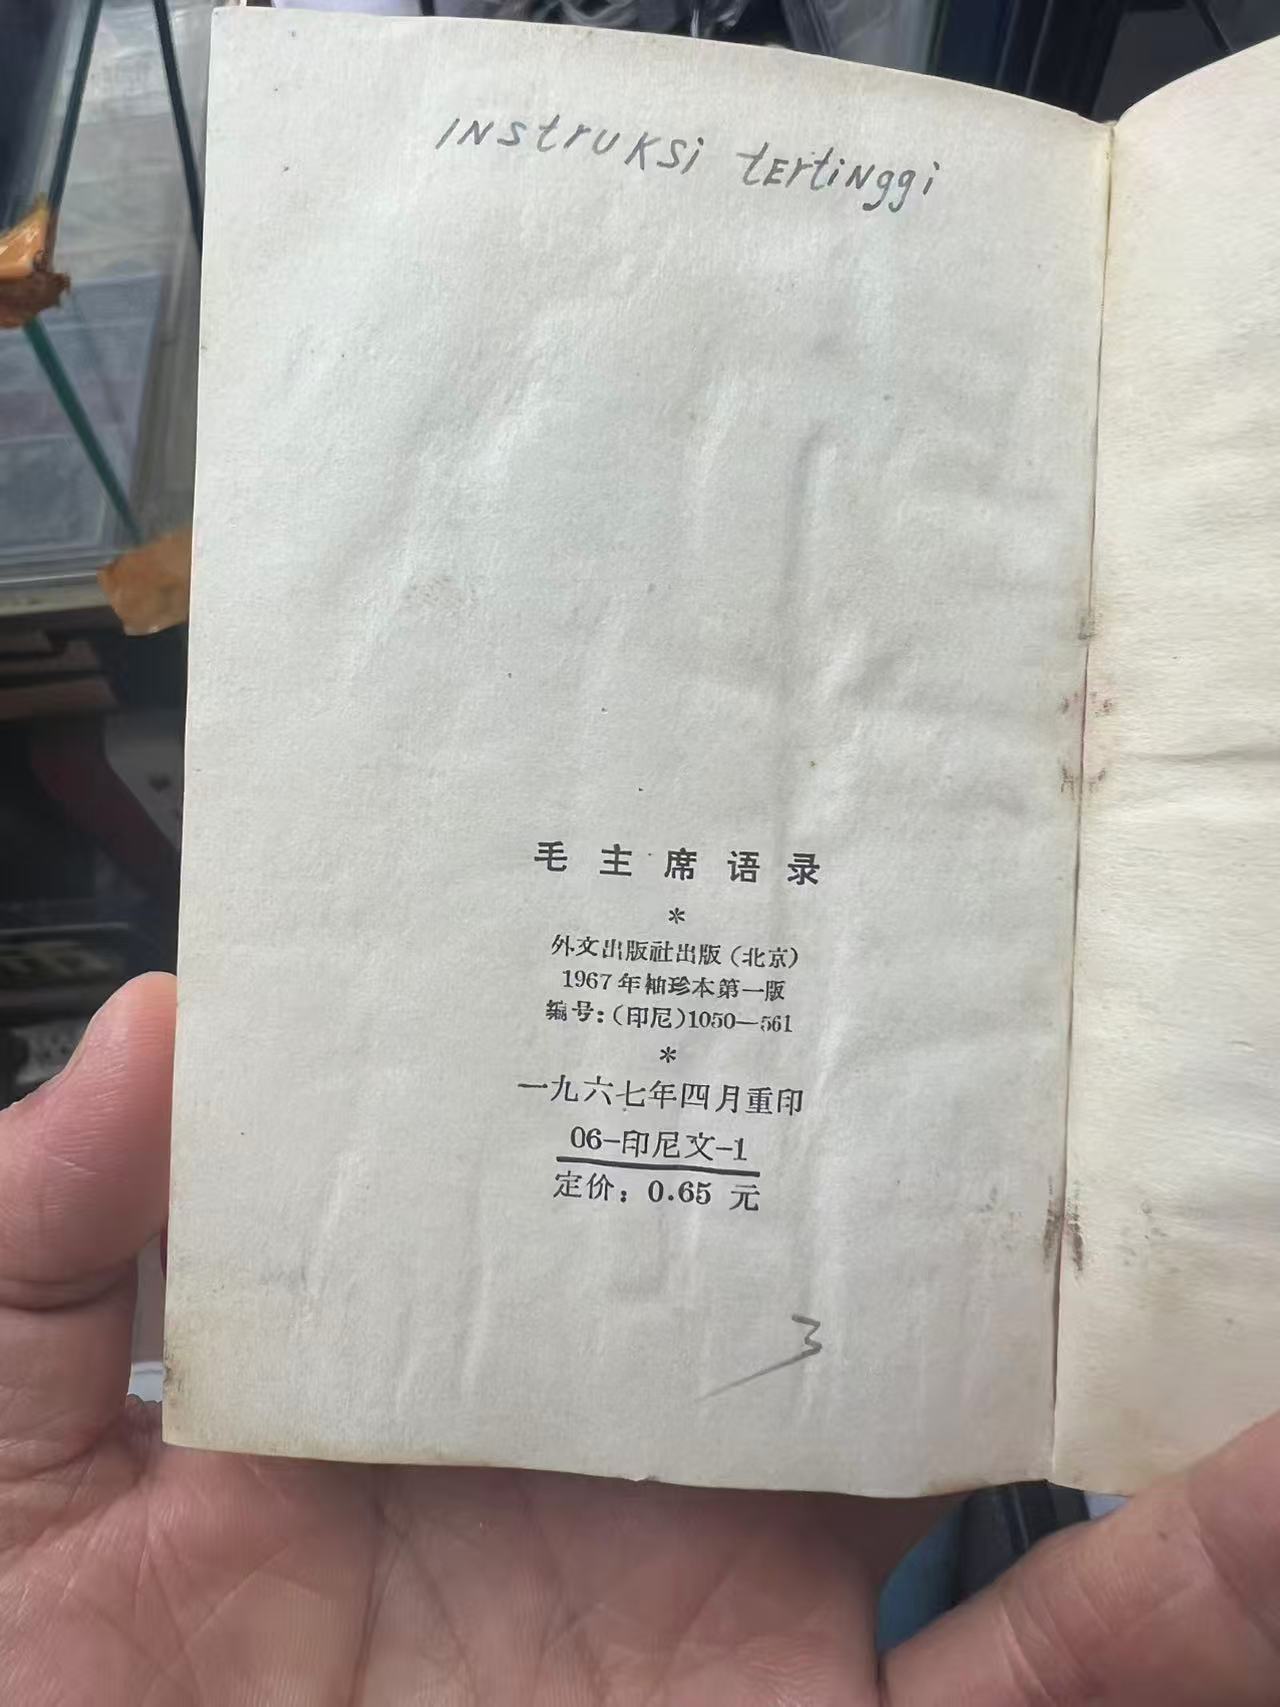 INstruKSi tErtiNggi
毛主席语录
*
外文出版社出版（北京）
1967年袖珍本第一版
编号：（印尼）1050—561
*
一九六七年四月重印
06-印尼文-1
定价：0.65 元
3